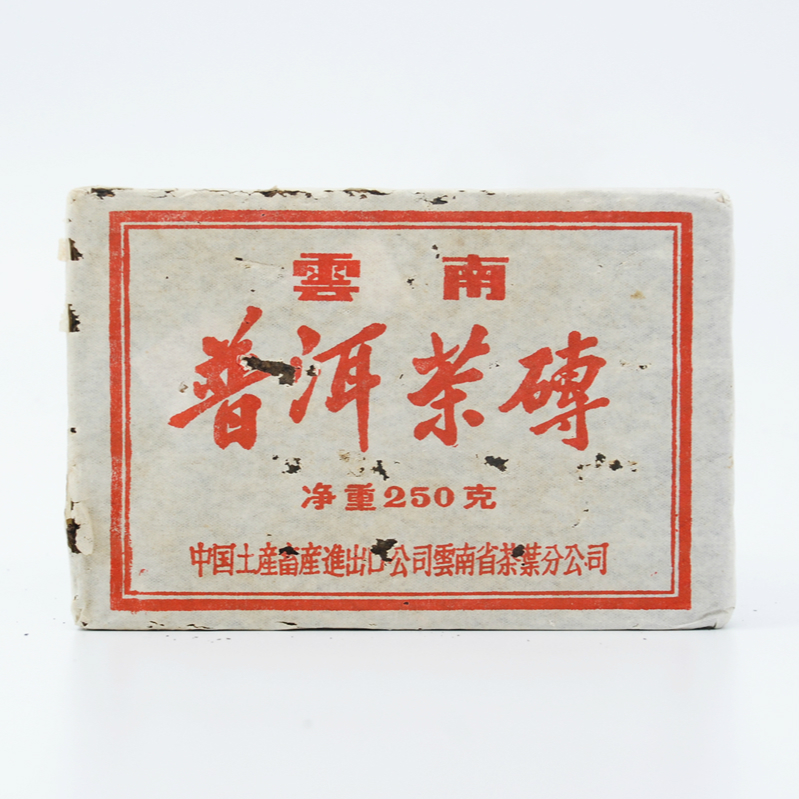 雲南
普洱茶磚
净重250克
中国土産畜産進出口公司雲南省茶葉分公司